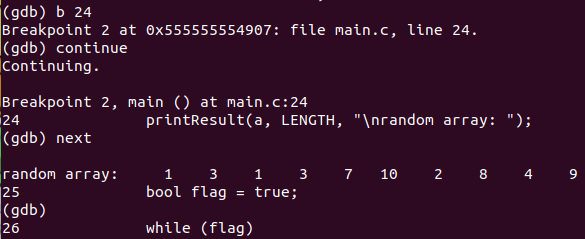 (gdb) b 24
Breakpoint 2 at 0x555555554907: file main.c, line 24.
(gdb) continue
Continuing.

Breakpoint 2, main () at main.c:24
24              printResult(a, LENGTH, "\nrandom array: ");
(gdb) next

random array:     1    3    1    3    7   10    2    8    4    9
25              bool flag = true;
(gdb)
26              while (flag)